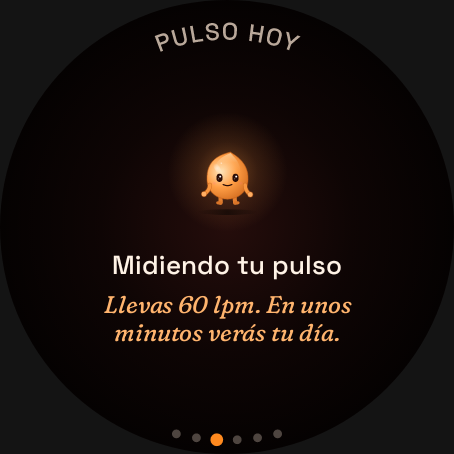 PULSO HOY
Midiendo tu pulso
Llevas 60 lpm. En unos
minutos verás tu día.